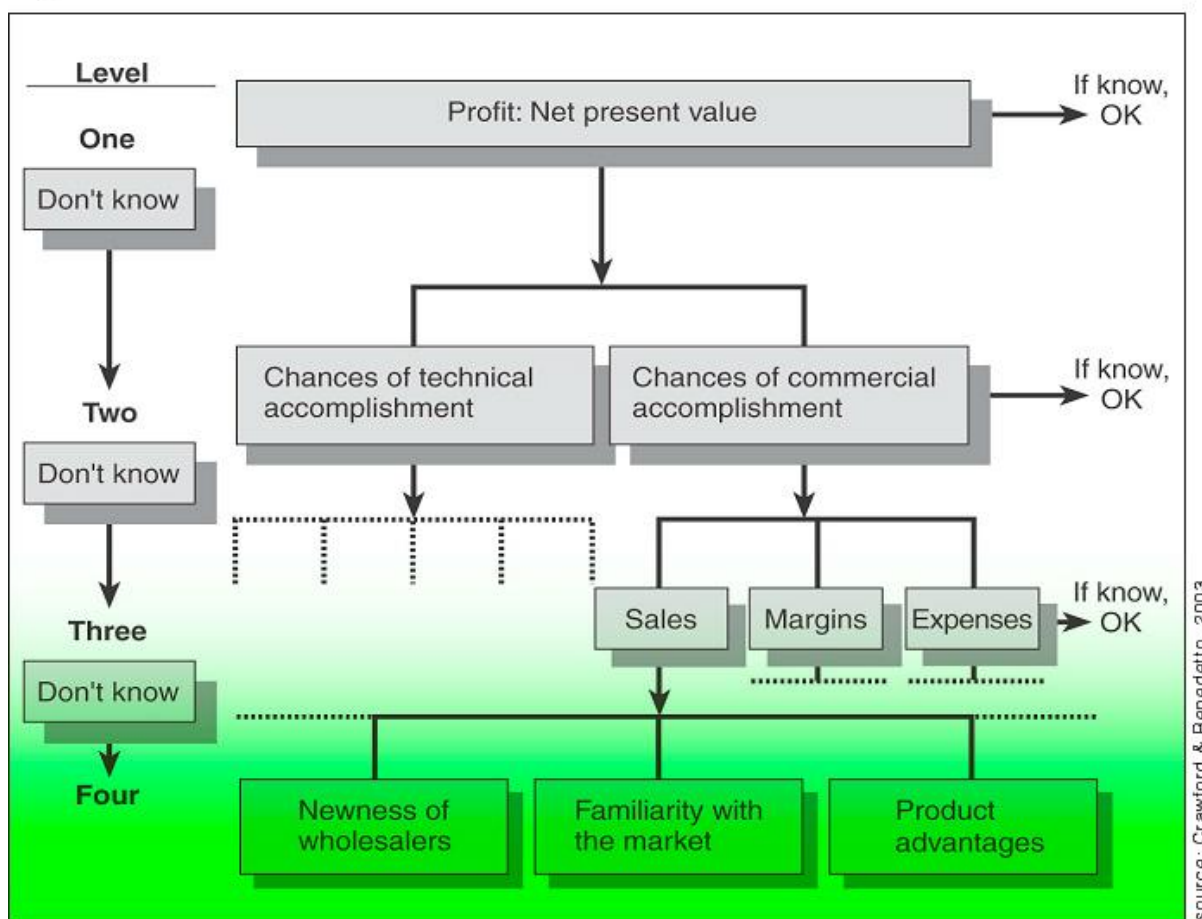 Level
One
Profit: Net present value
If know,
OK
Don't know
Two
Chances of technical
accomplishment
Chances of commercial
accomplishment
If know,
OK
Don't know
Three
Sales
Margins
Expenses
If know,
OK
Don't know
Four
Newness of
wholesalers
Familiarity with
the market
Product
advantages
source: Crawford & Benedetto, 2003